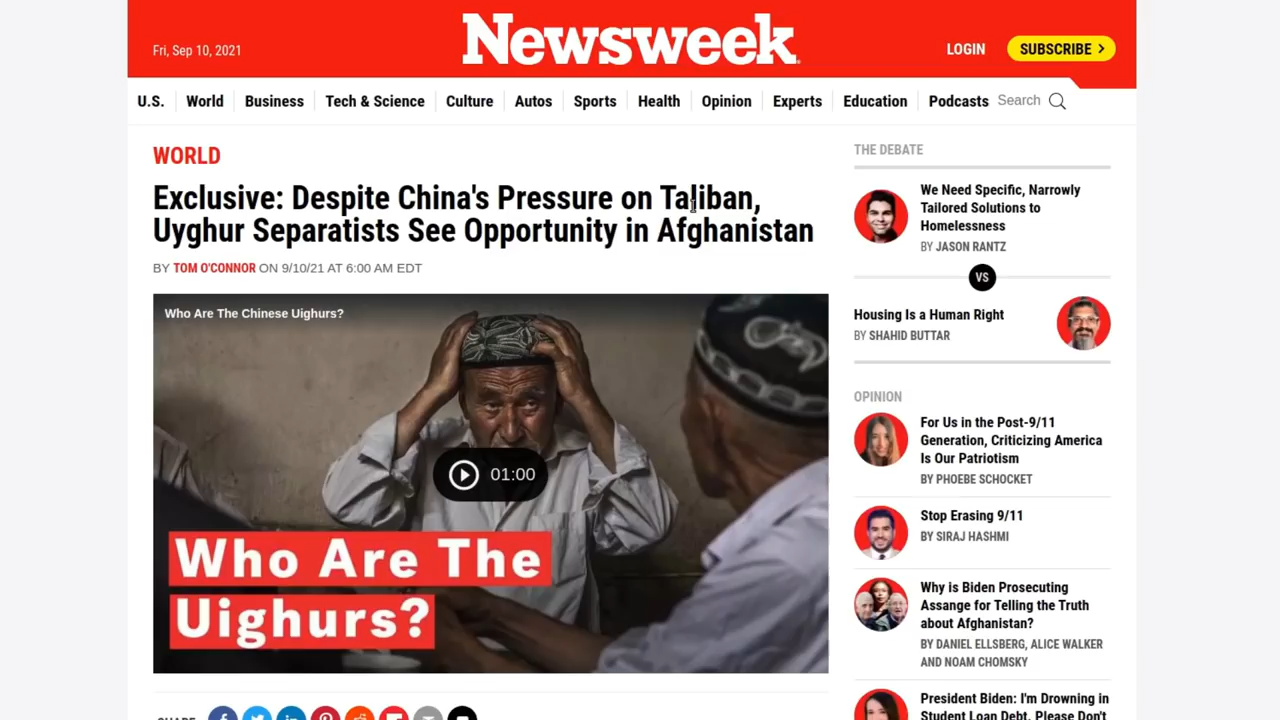 Fri, Sep 10, 2021
Newsweek
LOGIN
SUBSCRIBE >
U.S.
World
Business
Tech & Science
Culture
Autos
Sports
Health
Opinion
Experts
Education
Podcasts
Search
WORLD
Exclusive: Despite China's Pressure on Taliban,
Uyghur Separatists See Opportunity in Afghanistan
BY TOM O'CONNOR ON 9/10/21 AT 6:00 AM EDT
Who Are The Chinese Uighurs?
01:00
Who Are The
Uighurs?
SHARE
THE DEBATE
We Need Specific, Narrowly
Tailored Solutions to
Homelessness
BY JASON RANTZ
VS
Housing Is a Human Right
BY SHAHID BUTTAR
OPINION
For Us in the Post-9/11
Generation, Criticizing America
Is Our Patriotism
BY PHOEBE SCHOCKET
Stop Erasing 9/11
BY SIRAJ HASHMI
Why is Biden Prosecuting
Assange for Telling the Truth
about Afghanistan?
BY DANIEL ELLSBERG, ALICE WALKER
AND NOAM CHOMSKY
President Biden: I'm Drowning in
Student Loan Debt. Please Don't